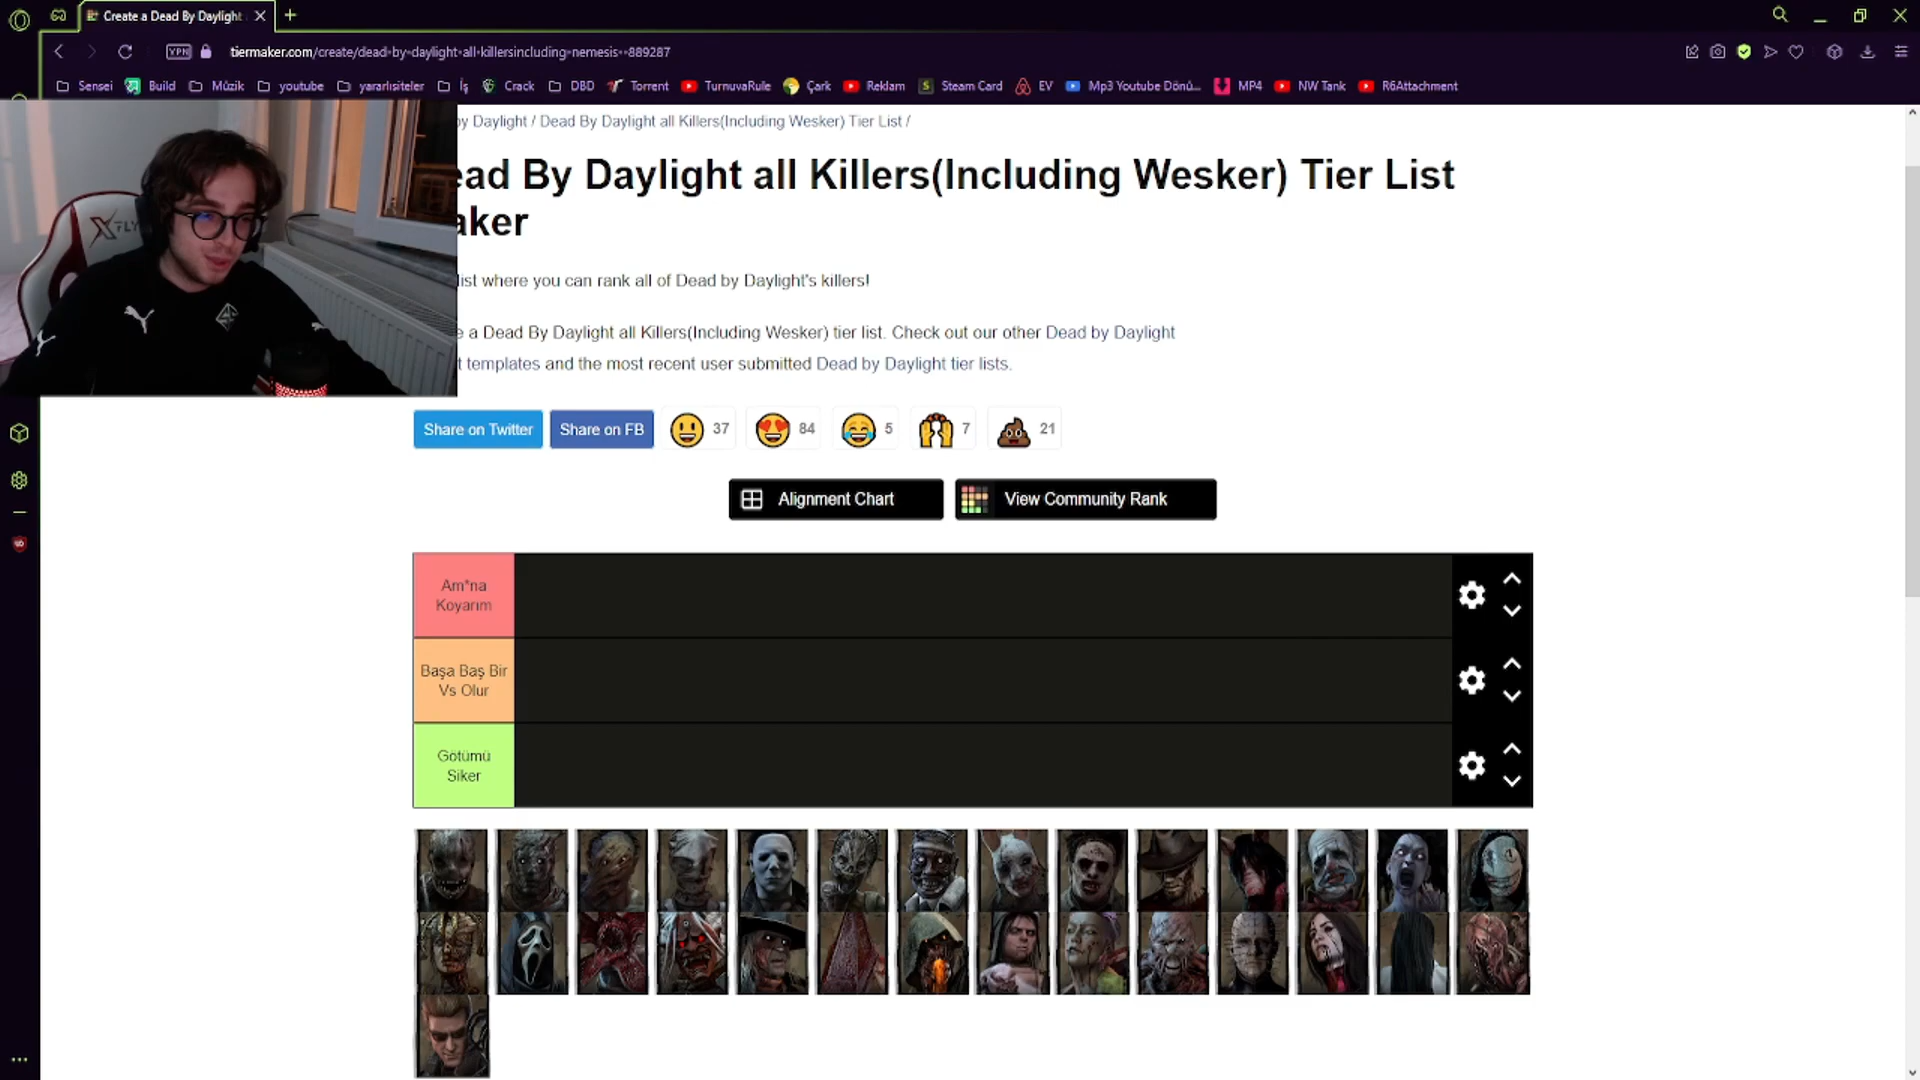 Create a Dead By Daylight
VPN
tiermaker.com/create/dead-by-daylight-all-killersincluding-nemesis--889287
Sensei
Build
Müzik
youtube
yararlısiteler
İş
Crack
DBD
Torrent
TurnuvaRule
Çark
Reklam
Steam Card
EV
Mp3 Youtube Dönü...
MP4
NW Tank
R6Attachment
by Daylight / Dead By Daylight all Killers(Including Wesker) Tier List /
ead By Daylight all Killers(Including Wesker) Tier List
aker
list where you can rank all of Dead by Daylight's killers!
e a Dead By Daylight all Killers(Including Wesker) tier list. Check out our other Dead by Daylight
t templates and the most recent user submitted Dead by Daylight tier lists.
XFLY
Share on Twitter
Share on FB
37
84
5
7
21
Alignment Chart
View Community Rank
Am*na
Koyarım
Başa Baş Bir
Vs Olur
Götümü
Siker